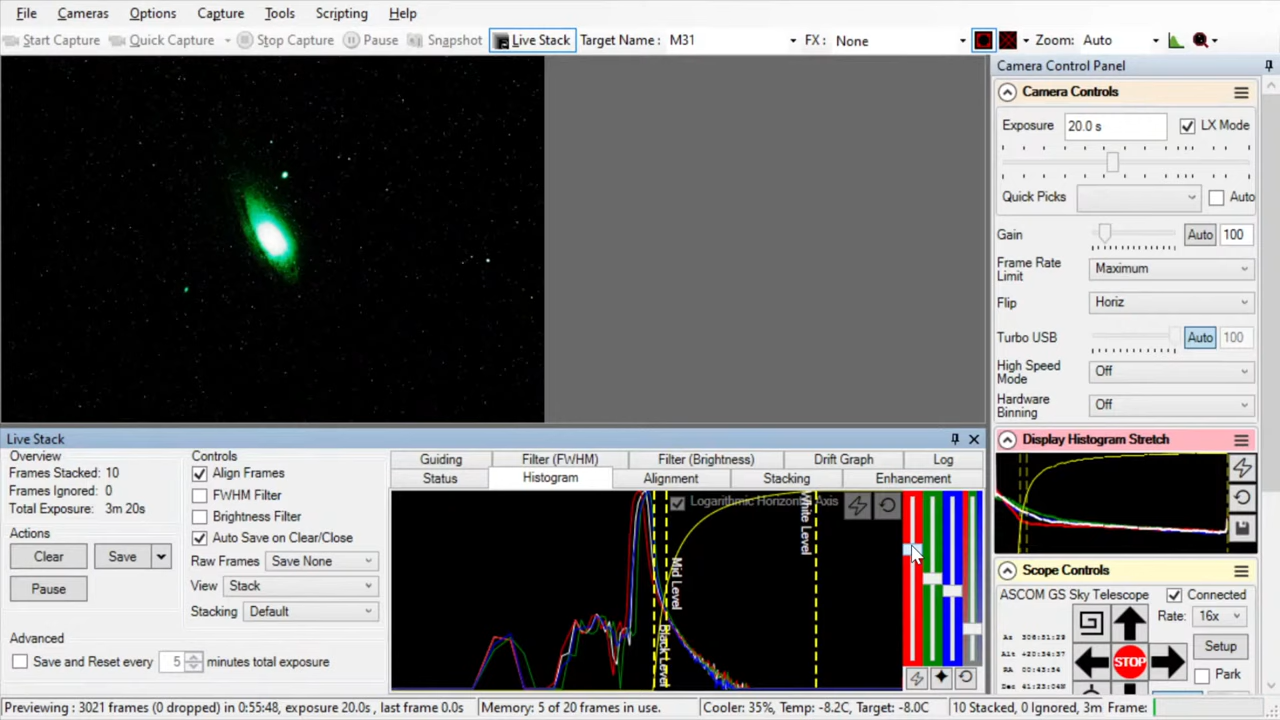 File Cameras Options Capture Tools Scripting Help
Start Capture Quick Capture Stop Capture Pause Snapshot Live Stack Target Name : M31 FX : None Zoom: Auto
Camera Control Panel
Camera Controls
Exposure 20.0 s LX Mode
Quick Picks Auto
Gain Auto 100
Frame Rate Limit Maximum
Flip Horiz
Turbo USB Auto 100
High Speed Mode Off
Hardware Binning Off
Display Histogram Stretch
Scope Controls
ASCOM GS Sky Telescope Connected
Rate: 16x
Setup
STOP
Park
Live Stack
Overview
Frames Stacked: 10
Frames Ignored: 0
Total Exposure: 3m 20s
Actions
Clear Save
Pause
Advanced
Save and Reset every 5 minutes total exposure
Controls
Align Frames
FWHM Filter
Brightness Filter
Auto Save on Clear/Close
Raw Frames Save None
View Stack
Stacking Default
Guiding Filter (FWHM) Filter (Brightness) Drift Graph Log
Status Histogram Alignment Stacking Enhancement
Logarithmic Horizontal Axis
Black Level
Mid Level
White Level
Previewing : 3021 frames (0 dropped) in 0:55:48, exposure 20.0s , last frame 0.0s Memory: 5 of 20 frames in use. Cooler: 35%, Temp: -8.2C, Target: -8.0C 10 Stacked, 0 Ignored, 3m Frame: